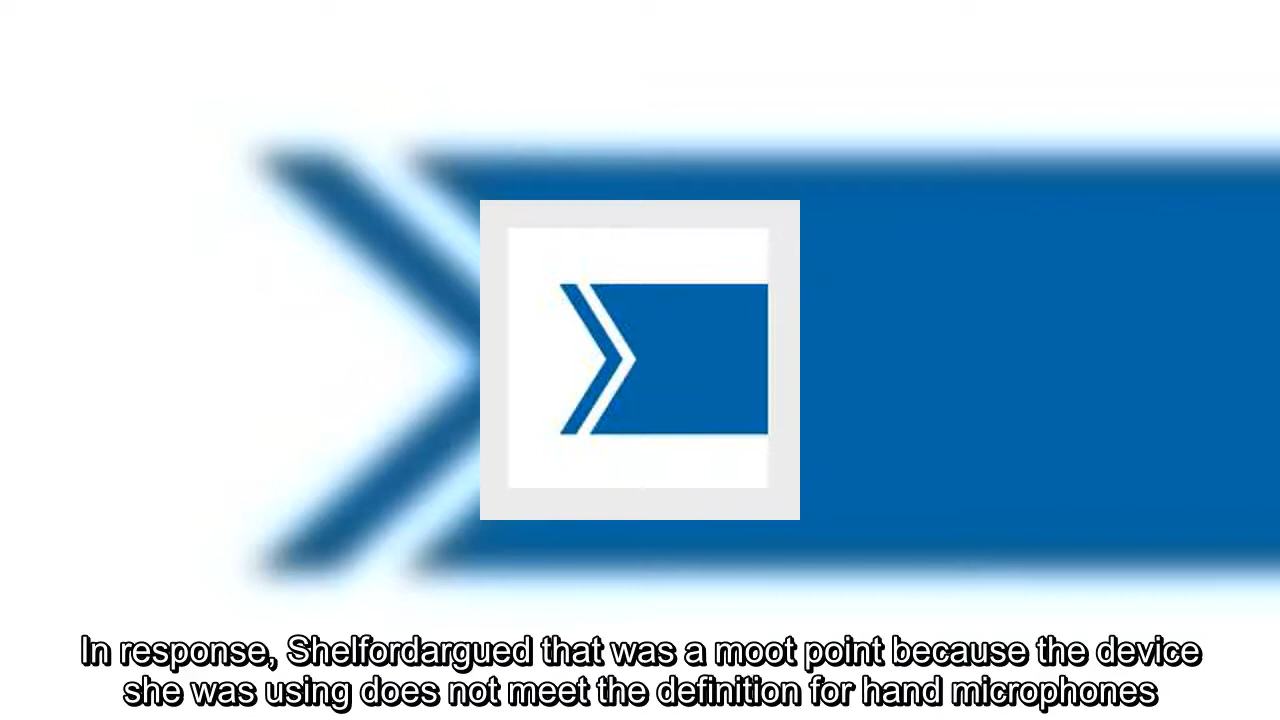 In response, Shelfordargued that was a moot point because the device
she was using does not meet the definition for hand microphones